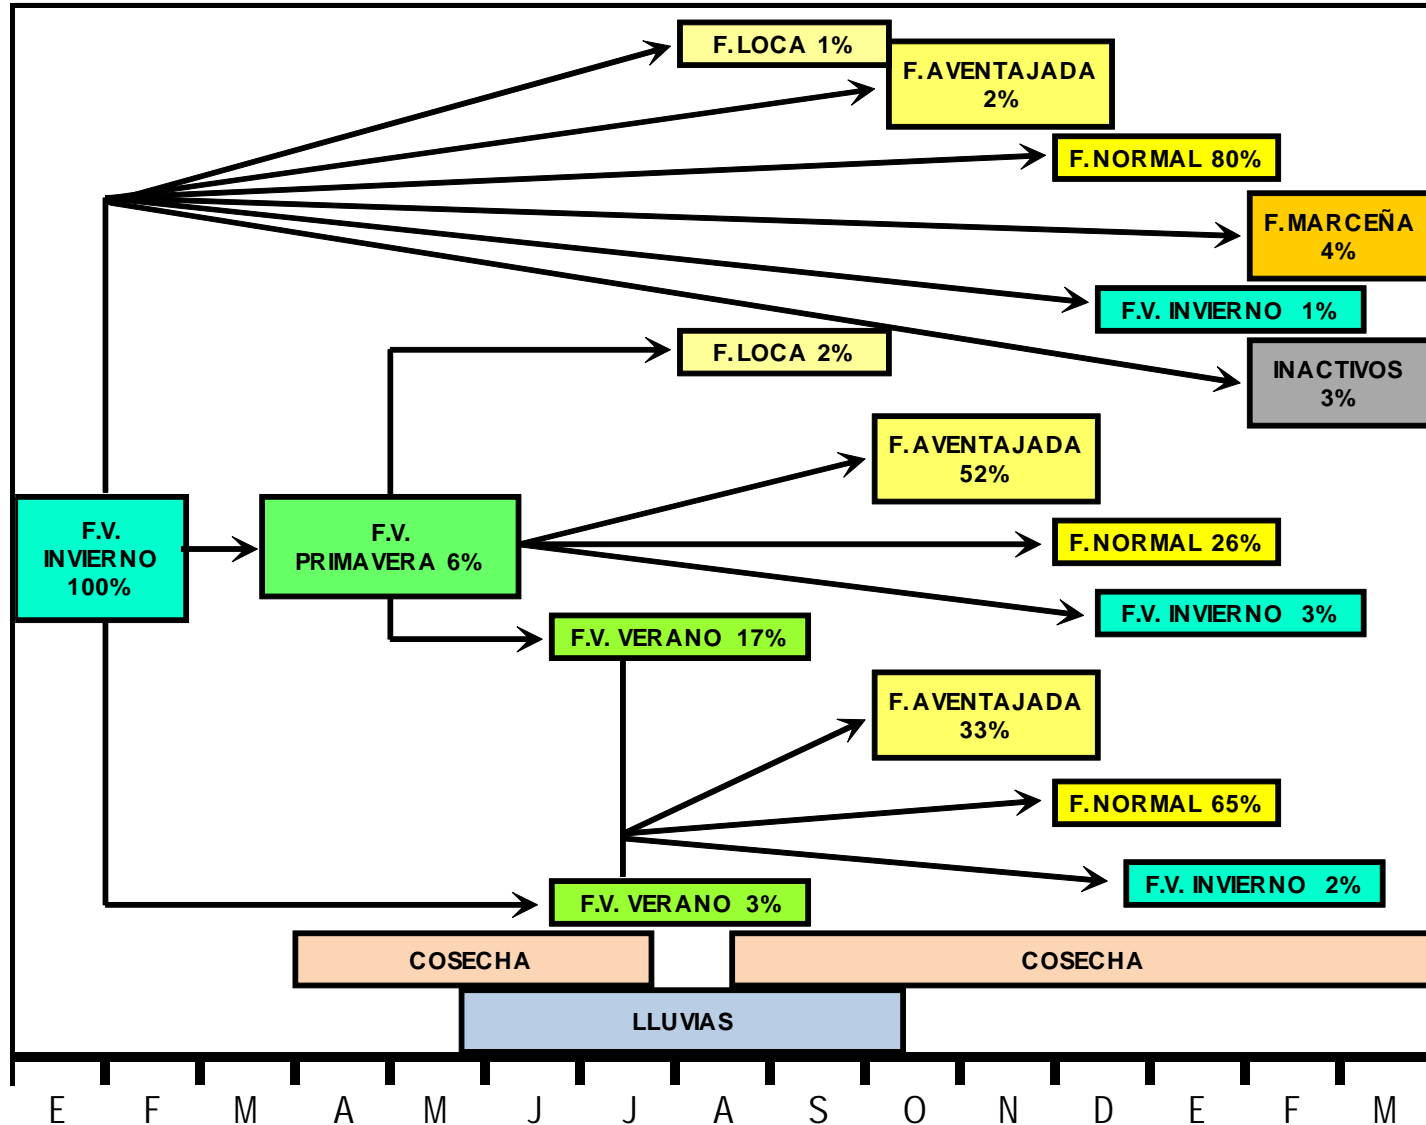 F. LOCA 1%
F. AVENTAJADA
2%
F. NORMAL 80%
F. MARCEÑA
4%
F.V. INVIERNO 1%
F. LOCA 2%
INACTIVOS
3%
F. AVENTAJADA
52%
F.V.
INVIERNO
100%
F.V.
PRIMAVERA 6%
F. NORMAL 26%
F.V. INVIERNO 3%
F.V. VERANO 17%
F. AVENTAJADA
33%
F. NORMAL 65%
F.V. INVIERNO 2%
F.V. VERANO 3%
COSECHA
COSECHA
LLUVIAS
E F M A M J J A S O N D E F M